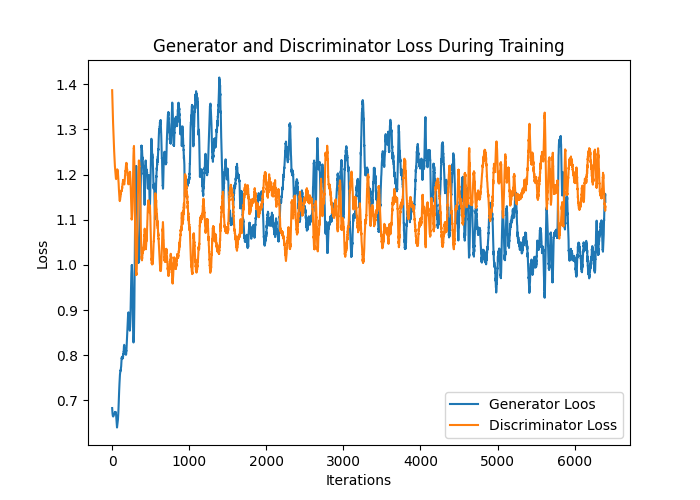 Generator and Discriminator Loss During Training
1.4
1.3
1.2
1.1
1.0
0.9
0.8
0.7
Loss
0 1000 2000 3000 4000 5000 6000
Iterations
Generator Loos
Discriminator Loss